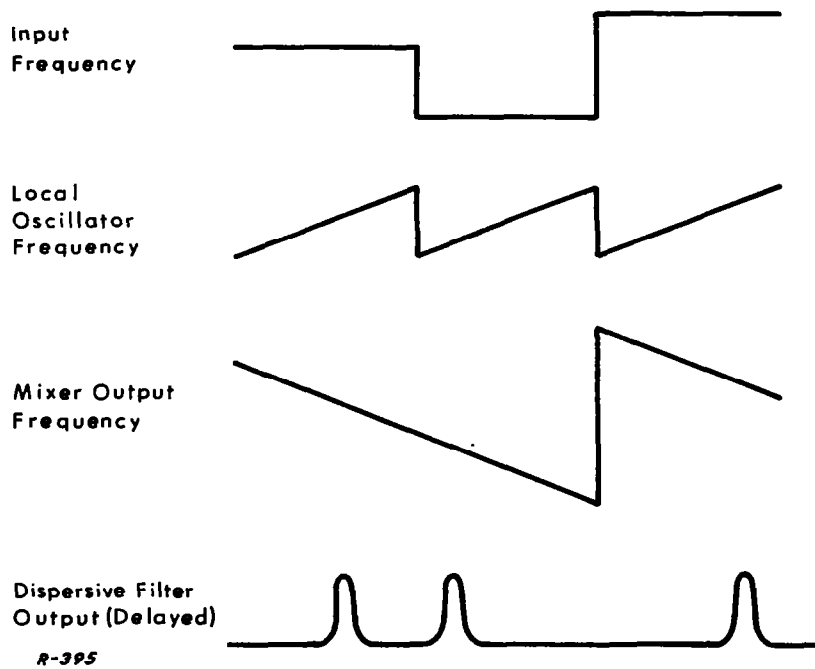 Input
Frequency
Local
Oscillator
Frequency
Mixer Output
Frequency
Dispersive Filter
Output (Delayed)
R-395